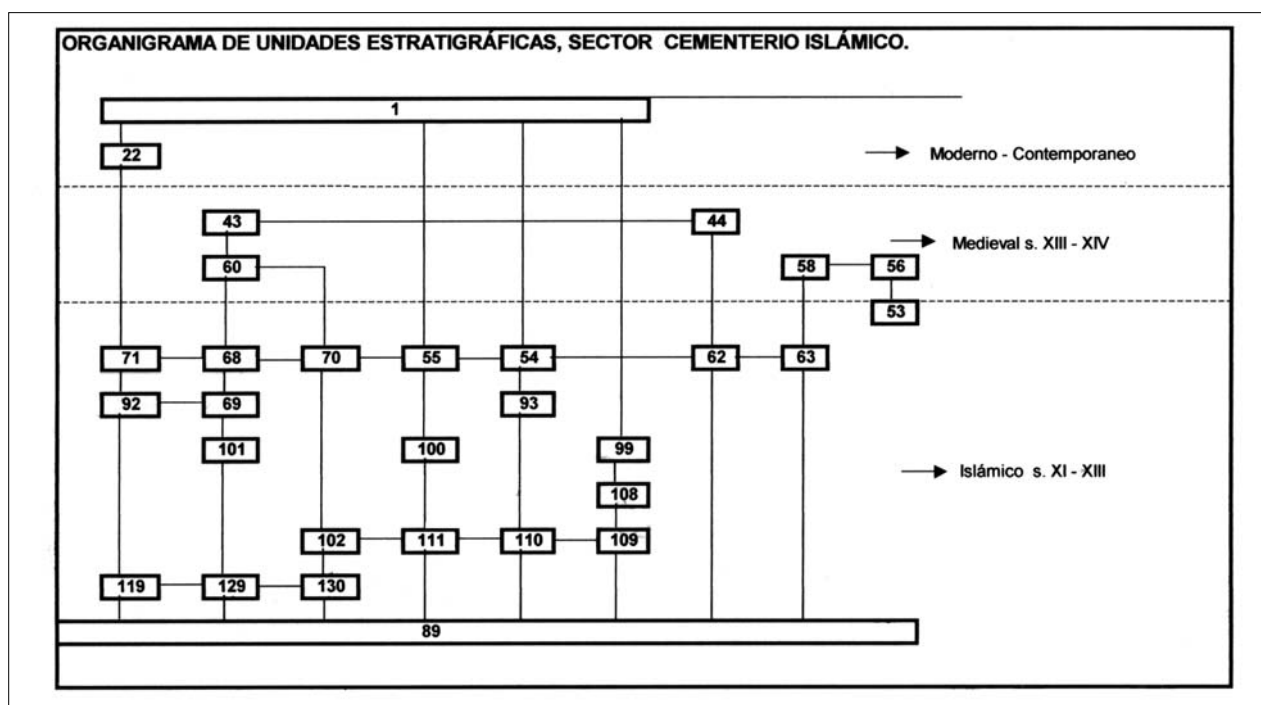 ORGANIGRAMA DE UNIDADES ESTRATIGRÁFICAS, SECTOR CEMENTERIO ISLÁMICO.
1
22 Moderno - Contemporaneo
43 44
Medieval s. XIII - XIV
60 58 56
53
71 68 70 55 54 62 63
92 69 93
101 100 99
Islámico s. XI - XIII
108
102 111 110 109
119 129 130
89